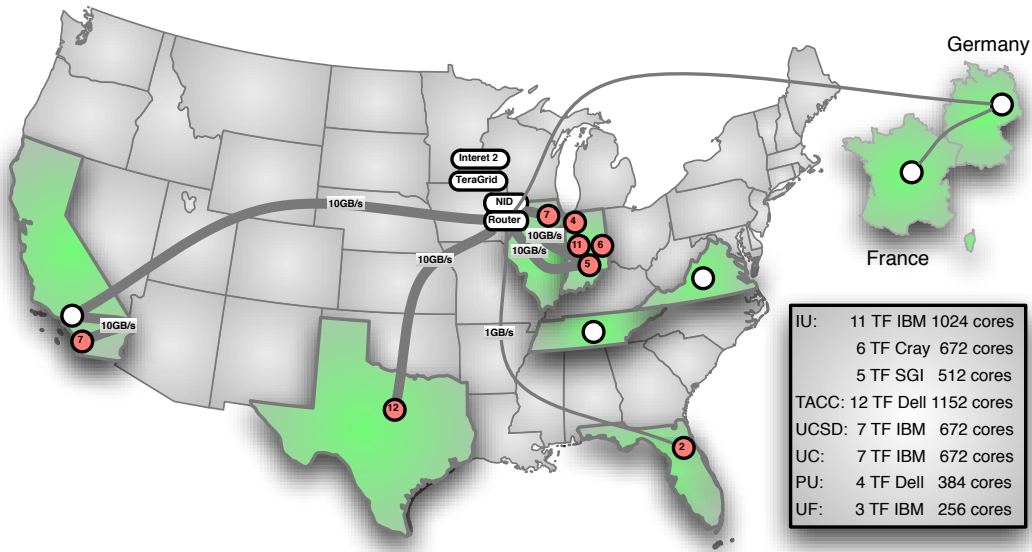 Germany
France
Interet 2
TeraGrid
NID
Router
10GB/s
7
4
10GB/s
11
6
10GB/s
5
10GB/s
10GB/s
7
1GB/s
12
2
IU: 11 TF IBM 1024 cores
6 TF Cray 672 cores
5 TF SGI 512 cores
TACC: 12 TF Dell 1152 cores
UCSD: 7 TF IBM 672 cores
UC: 7 TF IBM 672 cores
PU: 4 TF Dell 384 cores
UF: 3 TF IBM 256 cores